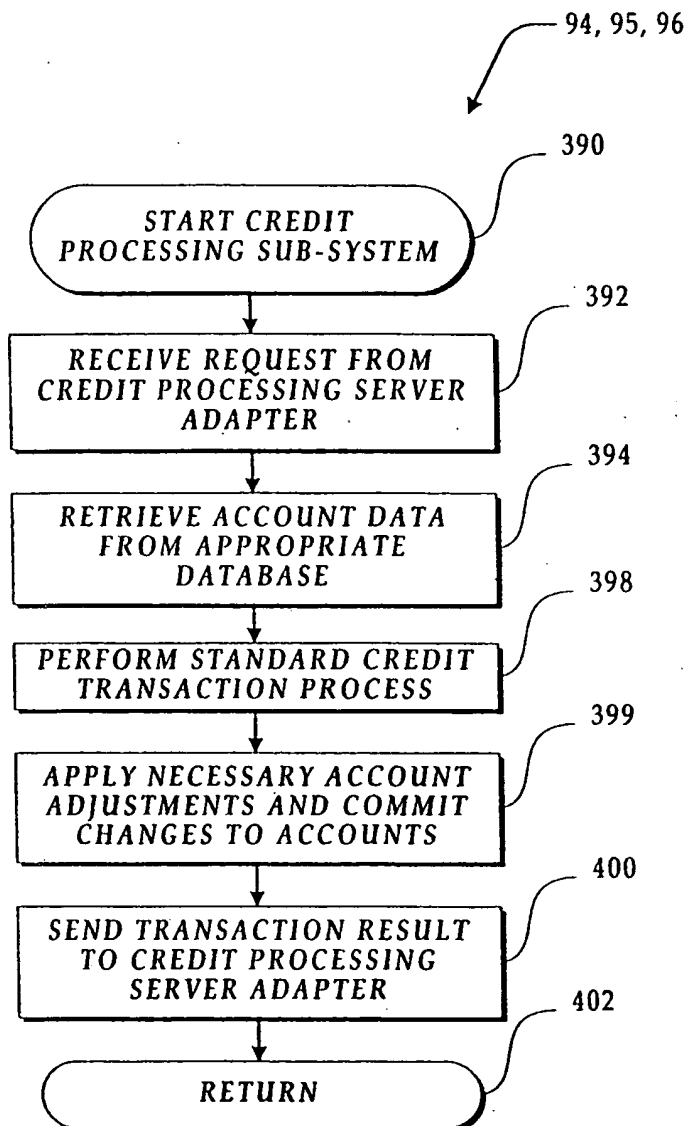 94, 95, 96
390
START CREDIT
PROCESSING SUB-SYSTEM
392
RECEIVE REQUEST FROM
CREDIT PROCESSING SERVER
ADAPTER
394
RETRIEVE ACCOUNT DATA
FROM APPROPRIATE
DATABASE
398
PERFORM STANDARD CREDIT
TRANSACTION PROCESS
399
APPLY NECESSARY ACCOUNT
ADJUSTMENTS AND COMMIT
CHANGES TO ACCOUNTS
400
SEND TRANSACTION RESULT
TO CREDIT PROCESSING
SERVER ADAPTER
402
RETURN